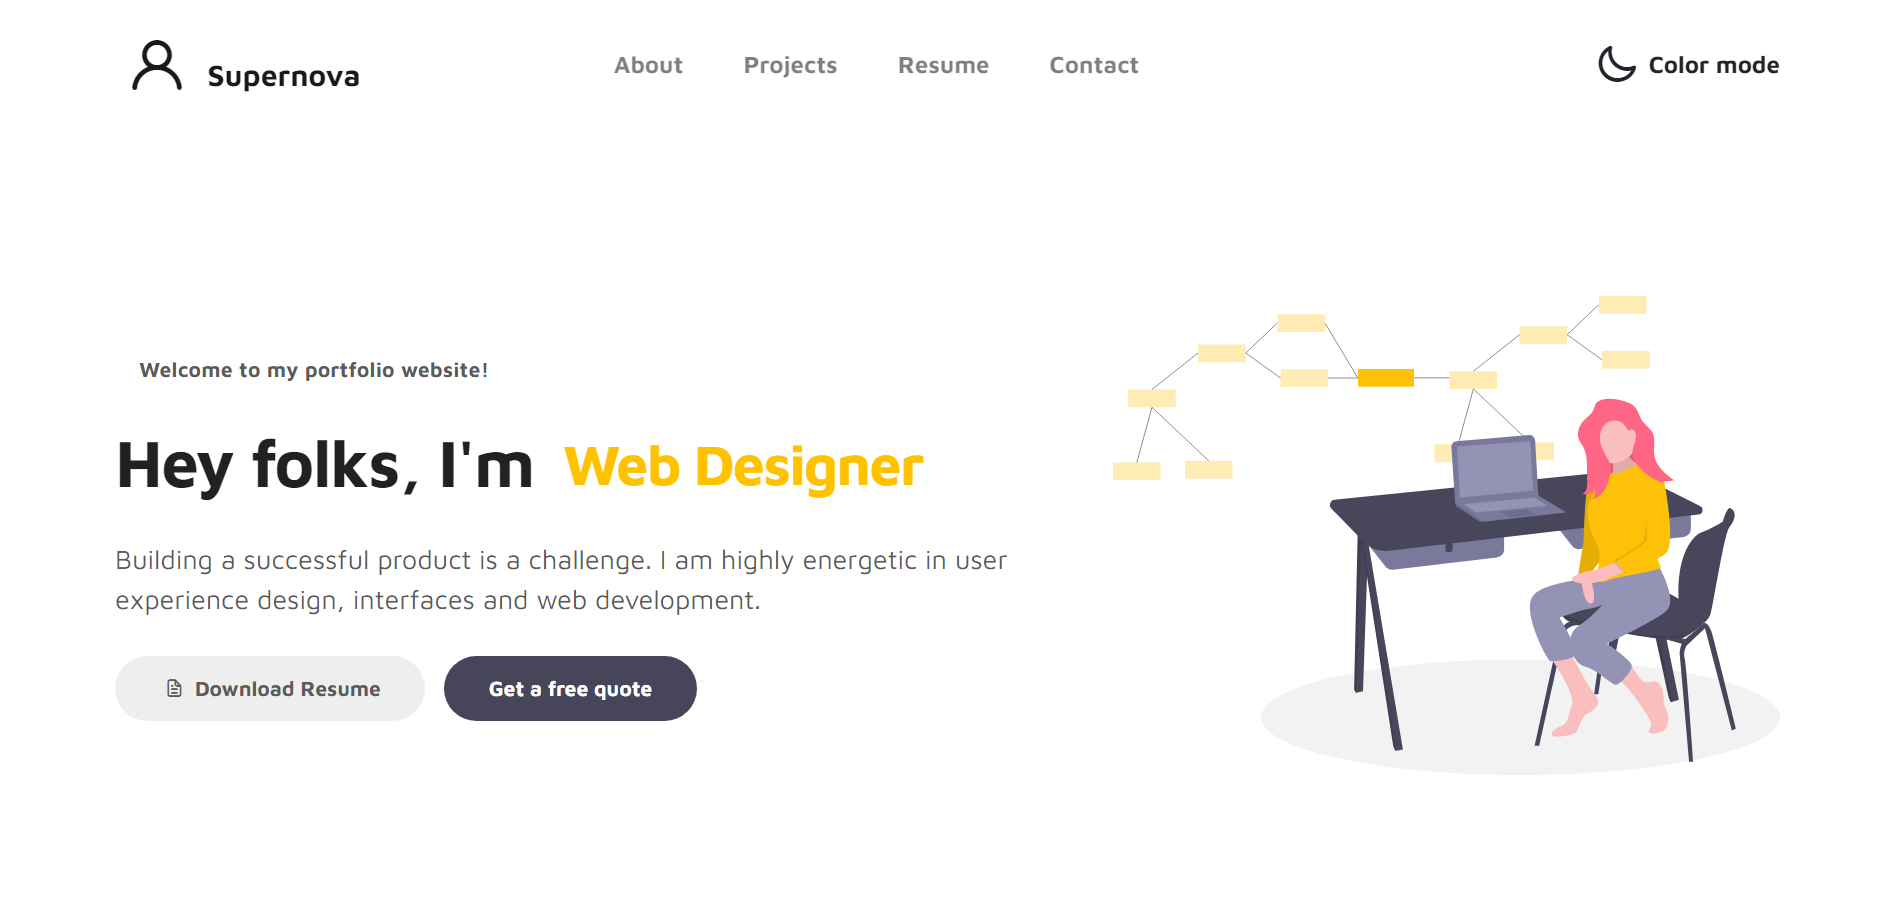 Supernova
About
Projects
Resume
Contact
Color mode
Welcome to my portfolio website!
Hey folks, I'm Web Designer
Building a successful product is a challenge. I am highly energetic in user
experience design, interfaces and web development.
Download Resume
Get a free quote